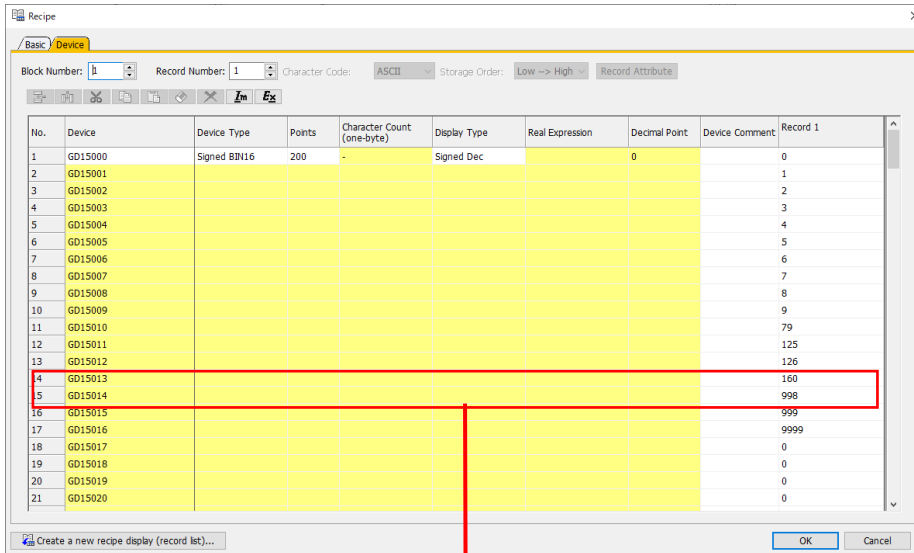 Recipe
Basic Device
Block Number: 1 Record Number: 1 Character Code: ASCII Storage Order: Low --> High Record Attribute
Im Ex
No. Device Device Type Points Character Count (one-byte) Display Type Real Expression Decimal Point Device Comment Record 1
1 GD15000 Signed BIN16 200 - Signed Dec 0 0
2 GD15001 1
3 GD15002 2
4 GD15003 3
5 GD15004 4
6 GD15005 5
7 GD15006 6
8 GD15007 7
9 GD15008 8
10 GD15009 9
11 GD15010 79
12 GD15011 125
13 GD15012 126
14 GD15013 160
15 GD15014 998
16 GD15015 999
17 GD15016 9999
18 GD15017 0
19 GD15018 0
20 GD15019 0
21 GD15020 0
Create a new recipe display (record list)... OK Cancel